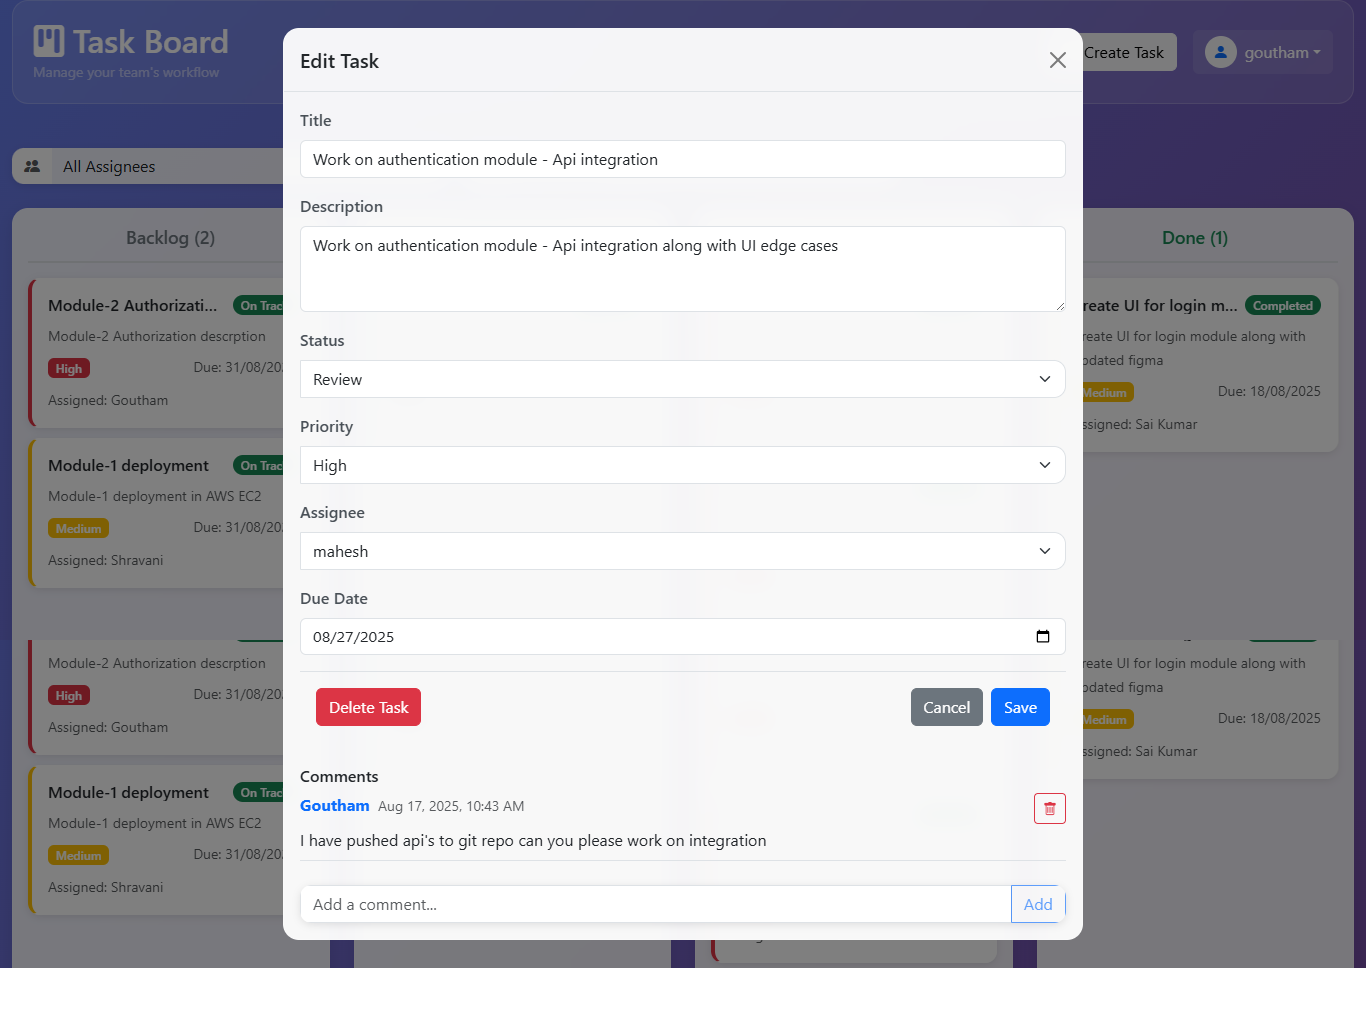 Task Board
Manage your team's workflow
Create Task
goutham
All Assignees
Backlog (2)
Module-2 Authorizati...
On Trac
Module-2 Authorization descrption
High
Due: 31/08/20
Assigned: Goutham
Module-1 deployment
On Trac
Module-1 deployment in AWS EC2
Medium
Due: 31/08/20
Assigned: Shravani
Module-2 Authorization descrption
High
Due: 31/08/20
Assigned: Goutham
Module-1 deployment
On Trac
Module-1 deployment in AWS EC2
Medium
Due: 31/08/20
Assigned: Shravani
Edit Task
Title
Work on authentication module - Api integration
Description
Work on authentication module - Api integration along with UI edge cases
Status
Review
Priority
High
Assignee
mahesh
Due Date
08/27/2025
Delete Task
Cancel
Save
Comments
Goutham Aug 17, 2025, 10:43 AM
I have pushed api's to git repo can you please work on integration
Add a comment...
Add
Done (1)
reate UI for login m...
Completed
reate UI for login module along with
pdated figma
Medium
Due: 18/08/2025
ssigned: Sai Kumar
reate UI for login module along with
pdated figma
Medium
Due: 18/08/2025
ssigned: Sai Kumar